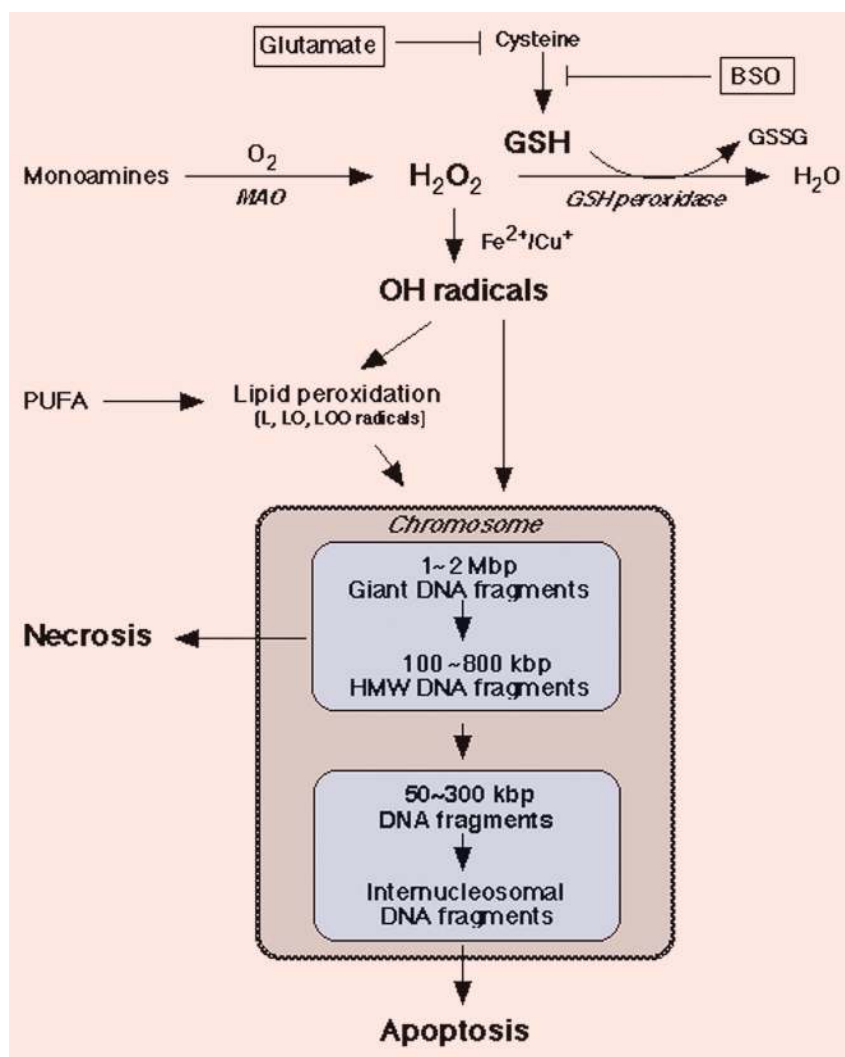 Glutamate
Cysteine
BSO
GSH
GSSG
Monoamines
O₂
MAO
H₂O₂
GSH peroxidase
H₂O
Fe²⁺/Cu⁺
OH radicals
PUFA
Lipid peroxidation
(L, LO, LOO radicals)
Chromosome
1~2 Mbp
Giant DNA fragments
Necrosis
100~800 kbp
HMW DNA fragments
50~300 kbp
DNA fragments
Internucleosomal
DNA fragments
Apoptosis